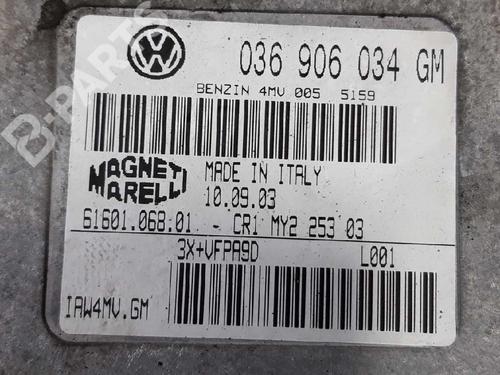 B-PARTS
036 906 034 GM
BENZIN 4MV 005 5159
MAGNETI
MARELLI
MADE IN ITALY
10.09.03
61601.068.01 - CR1 MY2 253 03
3X+VFPA9D L001
IAW4MV.GM